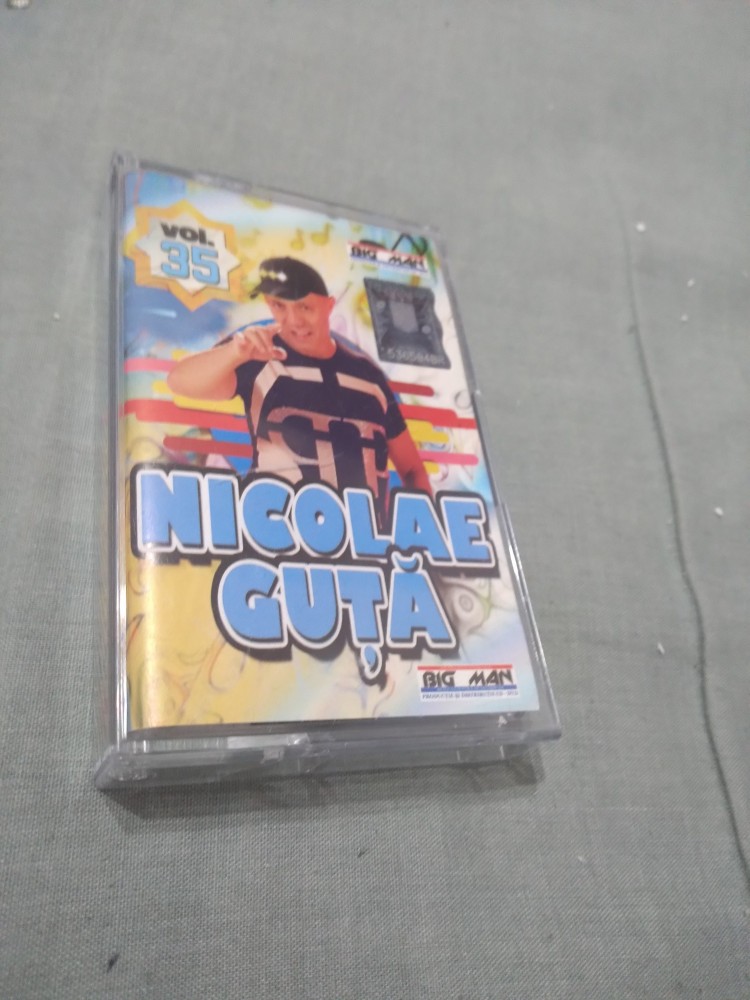 VOL.
35
BIG MAN
NICOLAE
GUȚĂ
BIG MAN